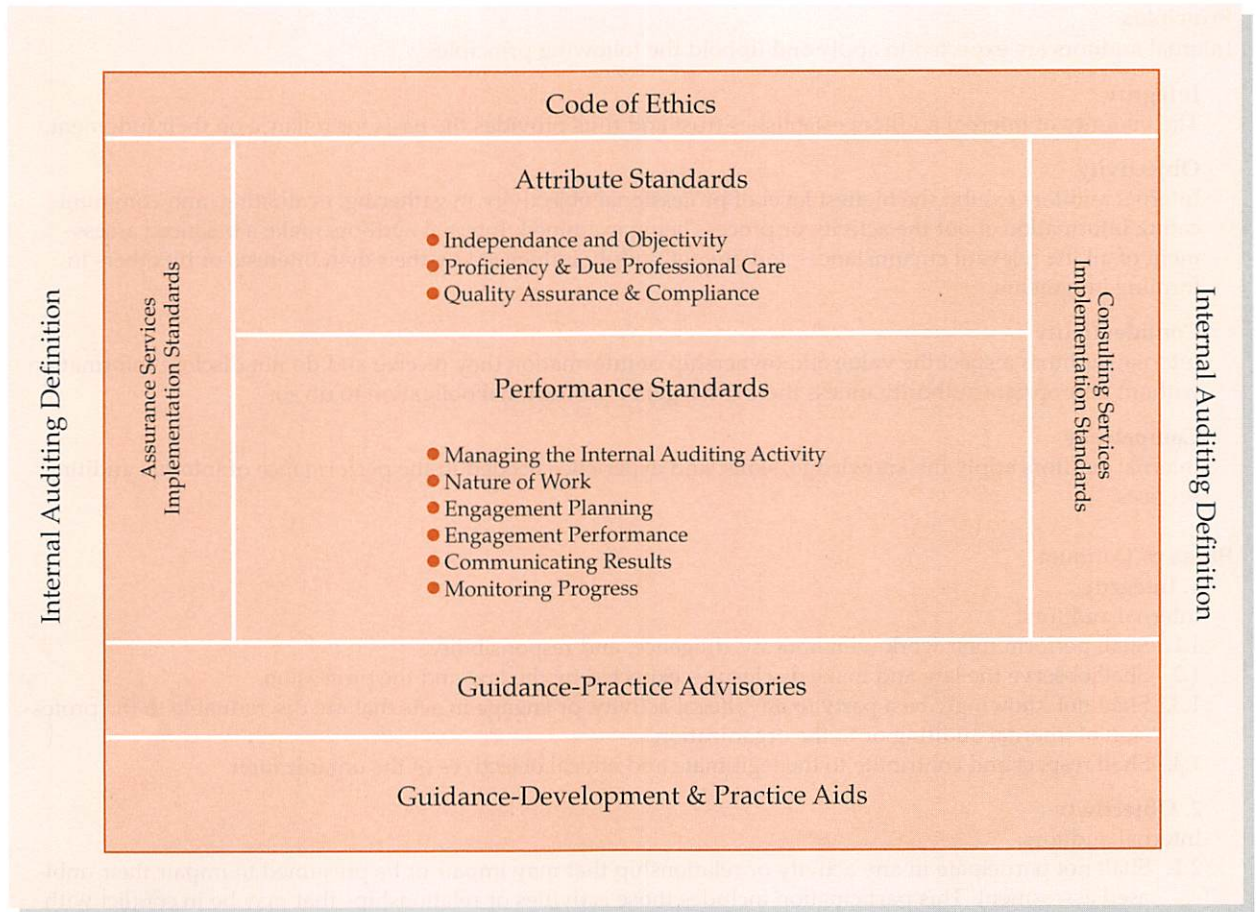 Code of Ethics
Internal Auditing Definition
Assurance Services
Implementation Standards
Attribute Standards
● Independance and Objectivity
● Proficiency & Due Professional Care
● Quality Assurance & Compliance
Performance Standards
● Managing the Internal Auditing Activity
● Nature of Work
● Engagement Planning
● Engagement Performance
● Communicating Results
● Monitoring Progress
Consulting Services
Implementation Standards
Internal Auditing Definition
Guidance-Practice Advisories
Guidance-Development & Practice Aids